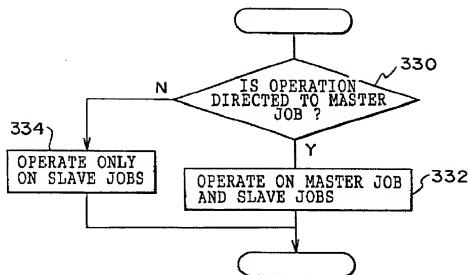 330
IS OPERATION
DIRECTED TO MASTER
JOB ?
N
Y
334
OPERATE ONLY
ON SLAVE JOBS
OPERATE ON MASTER JOB
AND SLAVE JOBS
332